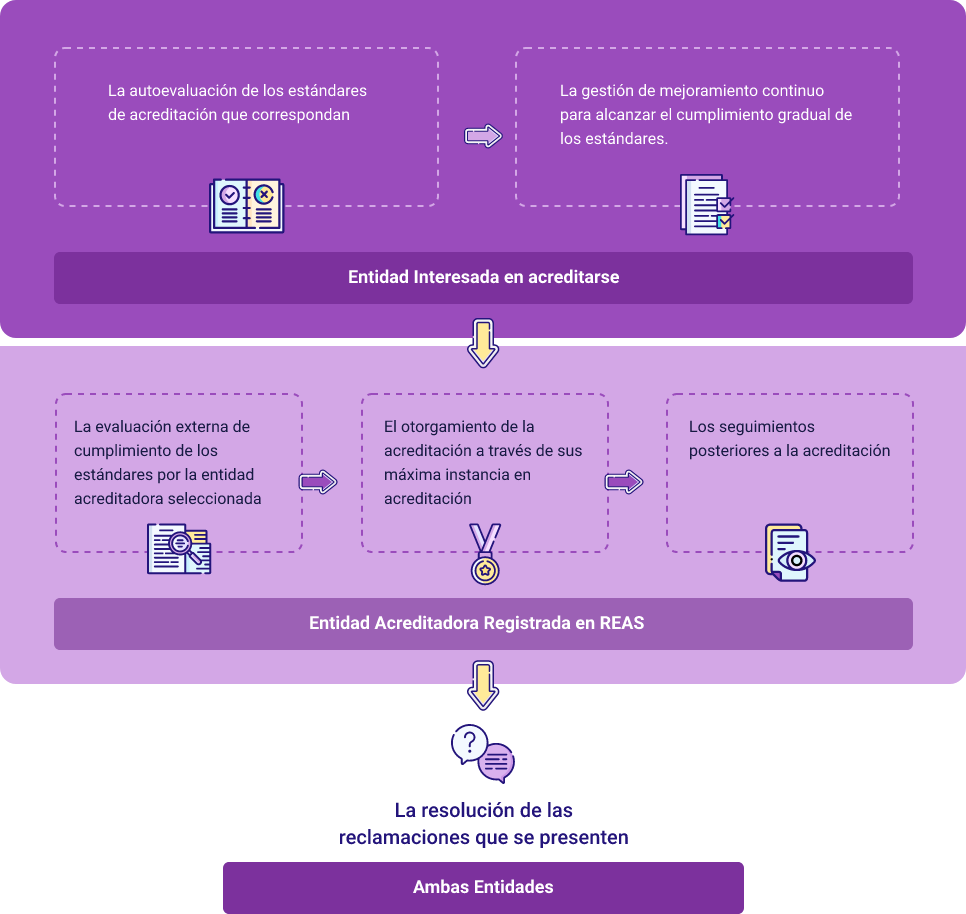 La autoevaluación de los estándares
de acreditación que correspondan
La gestión de mejoramiento continuo
para alcanzar el cumplimiento gradual de
los estándares.
Entidad Interesada en acreditarse
La evaluación externa de
cumplimiento de los
estándares por la entidad
acreditadora seleccionada
El otorgamiento de la
acreditación a través de sus
máxima instancia en
acreditación
Los seguimientos
posteriores a la acreditación
Entidad Acreditadora Registrada en REAS
?
La resolución de las
reclamaciones que se presenten
Ambas Entidades